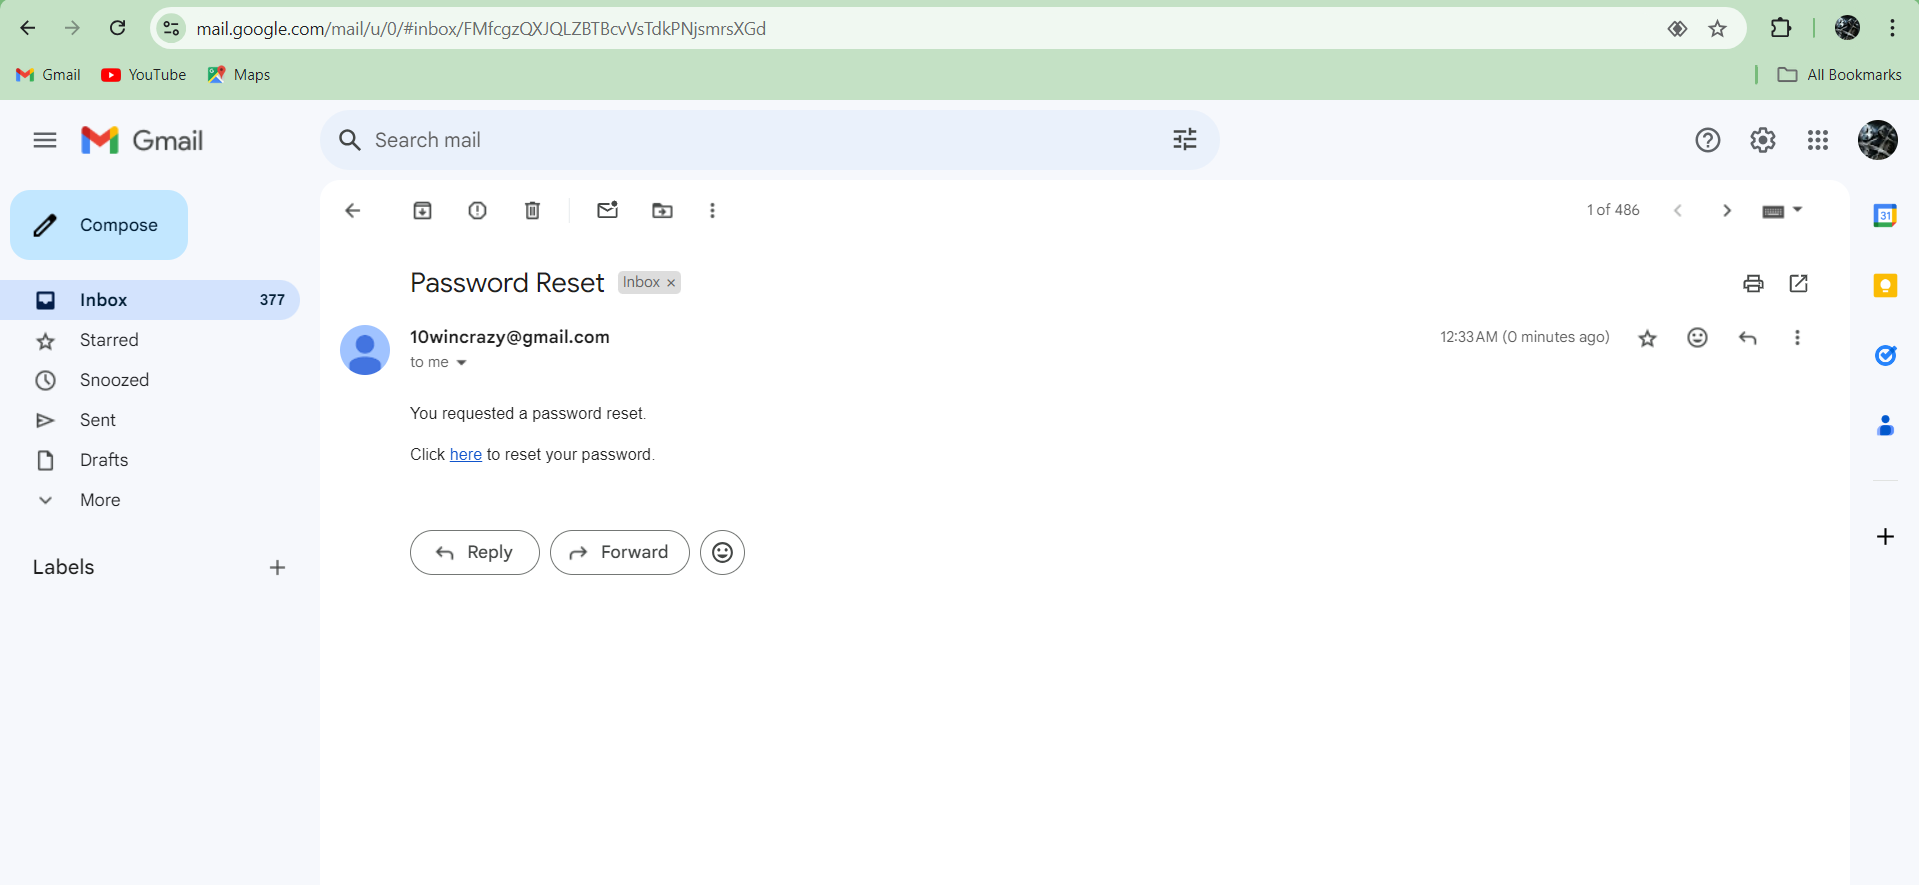 mail.google.com/mail/u/0/#inbox/FMfcgzQXJQLZBTBcvVsTdkPNjsmrsXGd
Gmail YouTube Maps All Bookmarks
Gmail
Search mail
Compose
1 of 486
31
Password Reset Inbox ×
Inbox 377
Starred
Snoozed
Sent
Drafts
More
Labels
10wincrazy@gmail.com
12:33 AM (0 minutes ago)
to me
You requested a password reset.
Click here to reset your password.
Reply Forward